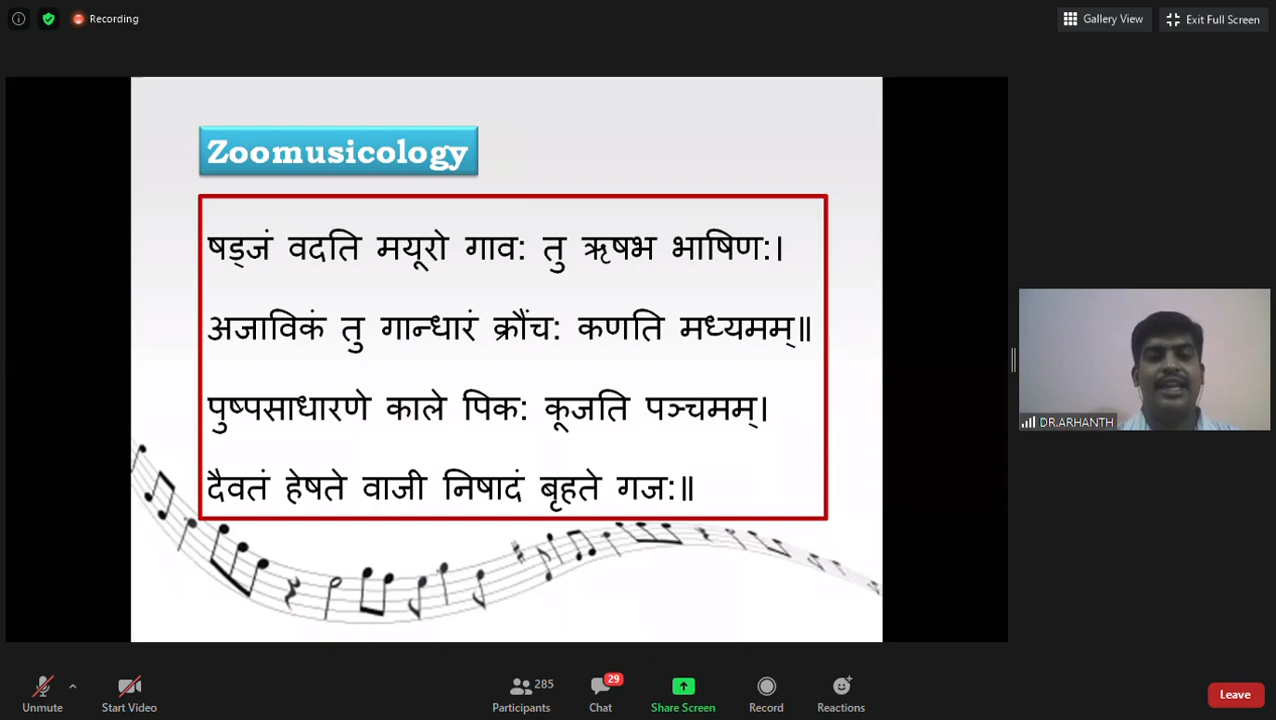 Recording
Gallery View
Exit Full Screen
Zoomusicology
षड्जं वदति मयूरो गाव: तु ऋषभ भाषिण:।
अजाविकं तु गान्धारं क्रौंच: कणति मध्यमम्॥
पुष्पसाधारणे काले पिक: कूजति पञ्चमम्।
दैवतं हेषते वाजी निषादं बृहते गज:॥
DR.ARHANTH
Unmute
Start Video
Participants
285
Chat
29
Share Screen
Record
Reactions
Leave